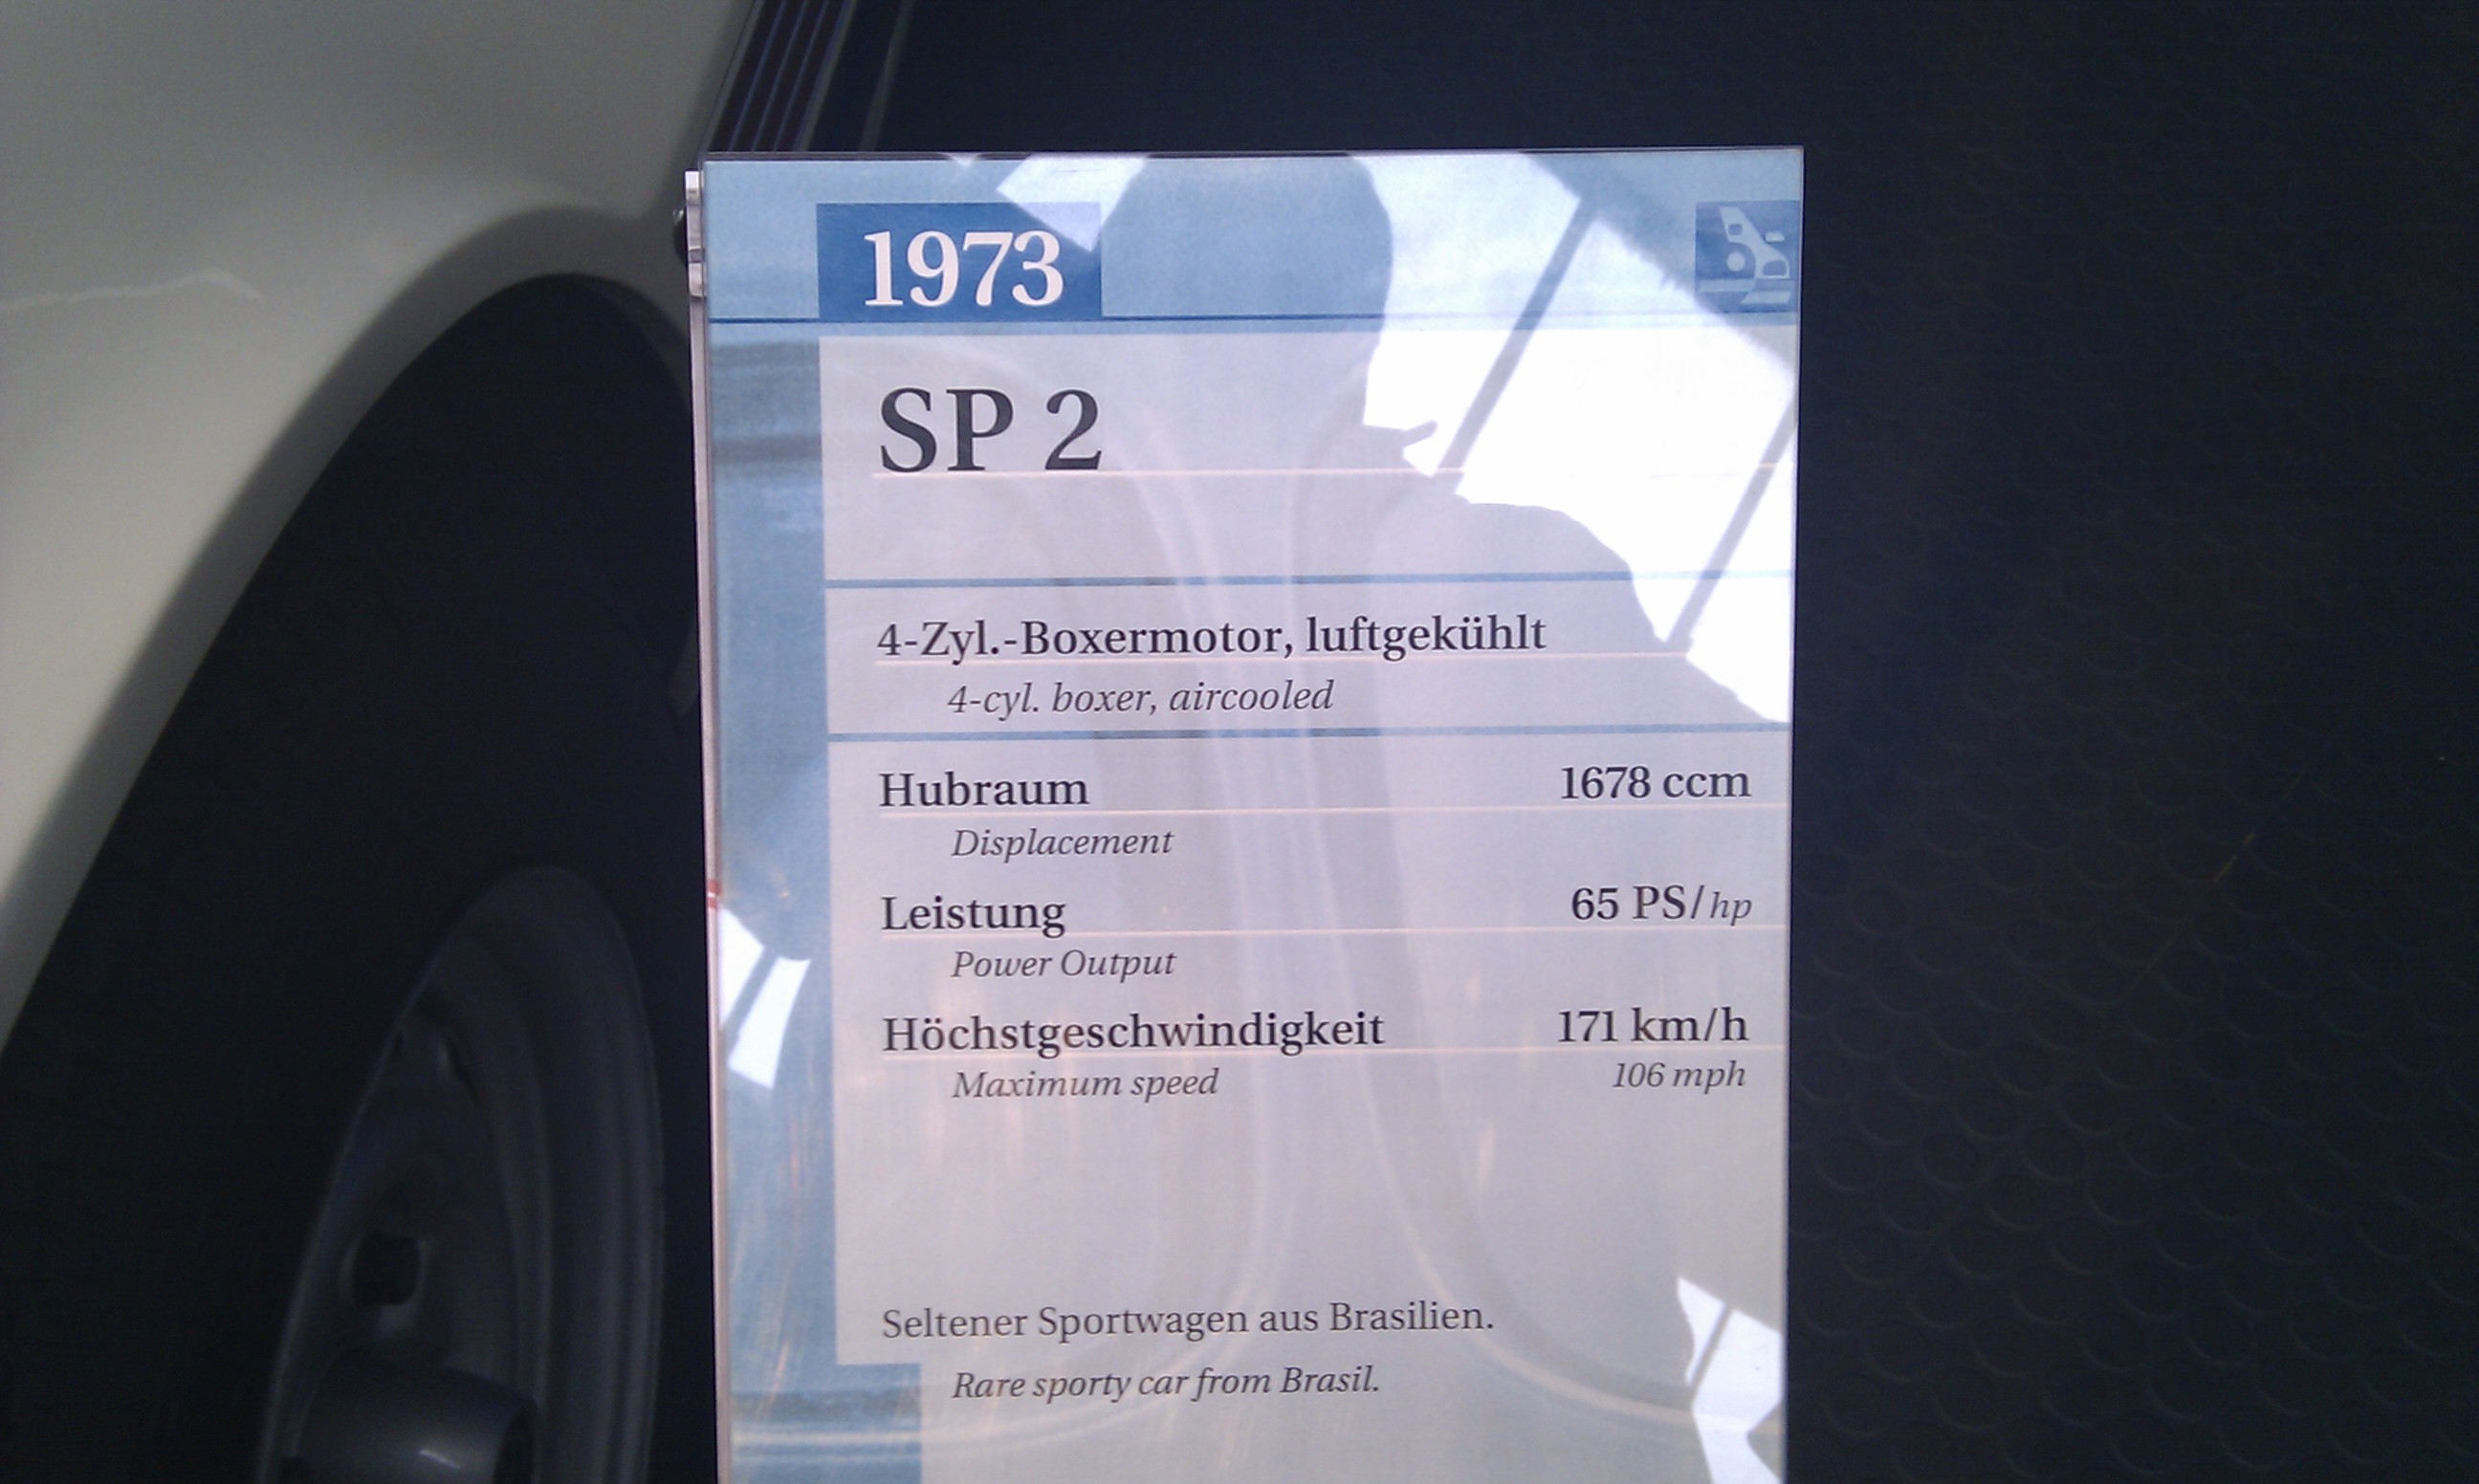 1973
SP 2
4-Zyl.-Boxermotor, luftgekühlt
4-cyl. boxer, aircooled
Hubraum 1678 ccm
Displacement
Leistung 65 PS/hp
Power Output
Höchstgeschwindigkeit 171 km/h
Maximum speed 106 mph
Seltener Sportwagen aus Brasilien.
Rare sporty car from Brasil.